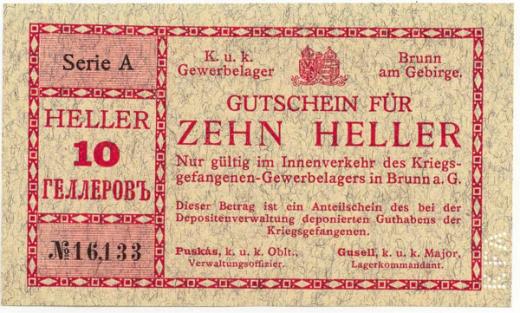 Serie A
HELLER
10
ГЕЛЛЕРОВЪ
№16,133
K. u. k.
Gewerbelager
Brunn
am Gebirge.
GUTSCHEIN FÜR
ZEHN HELLER
Nur gültig im Innenverkehr des Kriegs-
gefangenen-Gewerbelagers in Brunn a. G.
Dieser Betrag ist ein Anteilschein des bei der
Depositenverwaltung deponierten Guthabens der
Kriegsgefangenen.
Puskás, k. u. k. Oblt.,
Verwaltungsoffizier.
Gusell, k. u. k. Major,
Lagerkommandant.